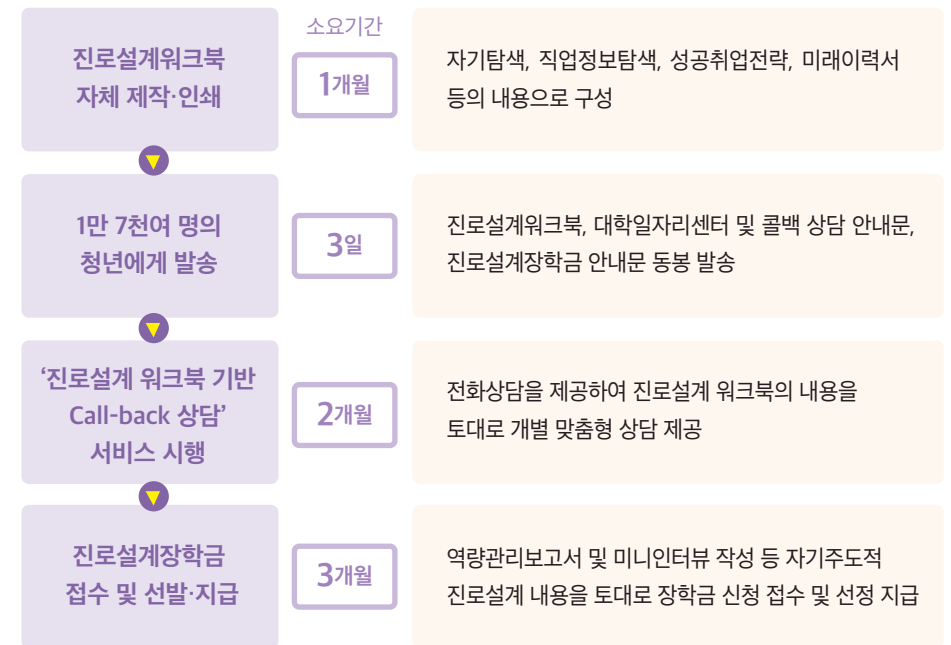 소요기간
진로설계워크북
자체 제작·인쇄
1개월
자기탐색, 직업정보탐색, 성공취업전략, 미래이력서
등의 내용으로 구성
1만 7천여 명의
청년에게 발송
3일
진로설계워크북, 대학일자리센터 및 콜백 상담 안내문,
진로설계장학금 안내문 동봉 발송
‘진로설계 워크북 기반
Call-back 상담’
서비스 시행
2개월
전화상담을 제공하여 진로설계 워크북의 내용을
토대로 개별 맞춤형 상담 제공
진로설계장학금
접수 및 선발·지급
3개월
역량관리보고서 및 미니인터뷰 작성 등 자기주도적
진로설계 내용을 토대로 장학금 신청 접수 및 선정 지급